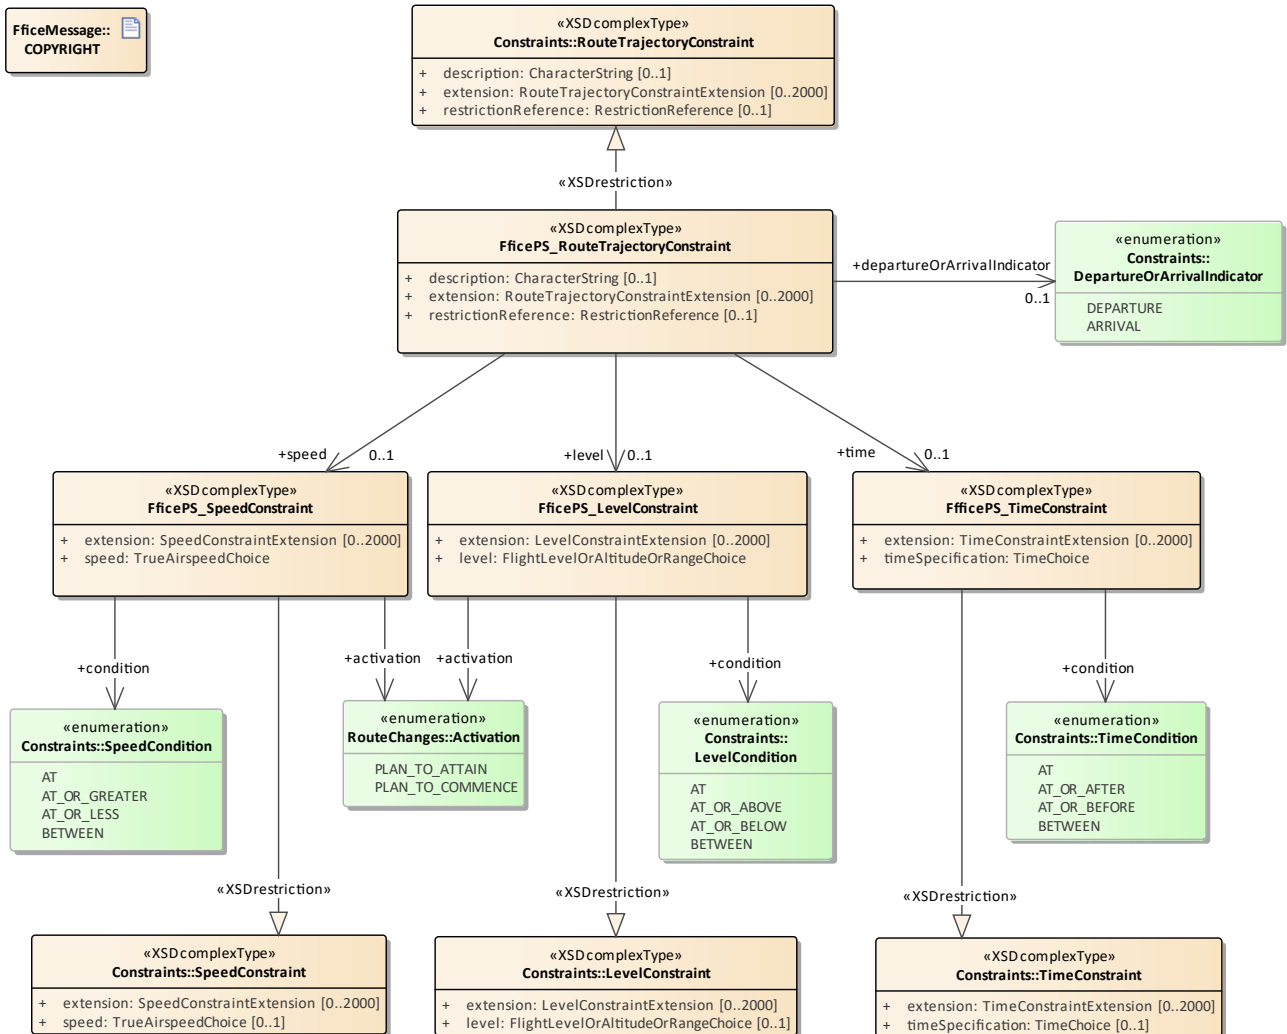 FficeMessage::
COPYRIGHT
«XSDcomplexType»
Constraints::RouteTrajectoryConstraint
+ description: CharacterString [0..1]
+ extension: RouteTrajectoryConstraintExtension [0..2000]
+ restrictionReference: RestrictionReference [0..1]
«XSDrestriction»
«XSDcomplexType»
FficePS_RouteTrajectoryConstraint
+ description: CharacterString [0..1]
+ extension: RouteTrajectoryConstraintExtension [0..2000]
+ restrictionReference: RestrictionReference [0..1]
+departureOrArrivalIndicator
0..1
«enumeration»
Constraints::
DepartureOrArrivalIndicator
DEPARTURE
ARRIVAL
+speed 0..1
+level 0..1
+time 0..1
«XSDcomplexType»
FficePS_SpeedConstraint
+ extension: SpeedConstraintExtension [0..2000]
+ speed: TrueAirspeedChoice
«XSDcomplexType»
FficePS_LevelConstraint
+ extension: LevelConstraintExtension [0..2000]
+ level: FlightLevelOrAltitudeOrRangeChoice
«XSDcomplexType»
FfficePS_TimeConstraint
+ extension: TimeConstraintExtension [0..2000]
+ timeSpecification: TimeChoice
+condition
+activation
+activation
+condition
+condition
«enumeration»
Constraints::SpeedCondition
AT
AT_OR_GREATER
AT_OR_LESS
BETWEEN
«enumeration»
RouteChanges::Activation
PLAN_TO_ATTAIN
PLAN_TO_COMMENCE
«enumeration»
Constraints::
LevelCondition
AT
AT_OR_ABOVE
AT_OR_BELOW
BETWEEN
«enumeration»
Constraints::TimeCondition
AT
AT_OR_AFTER
AT_OR_BEFORE
BETWEEN
«XSDrestriction»
«XSDrestriction»
«XSDrestriction»
«XSDcomplexType»
Constraints::SpeedConstraint
+ extension: SpeedConstraintExtension [0..2000]
+ speed: TrueAirspeedChoice [0..1]
«XSDcomplexType»
Constraints::LevelConstraint
+ extension: LevelConstraintExtension [0..2000]
+ level: FlightLevelOrAltitudeOrRangeChoice [0..1]
«XSDcomplexType»
Constraints::TimeConstraint
+ extension: TimeConstraintExtension [0..2000]
+ timeSpecification: TimeChoice [0..1]